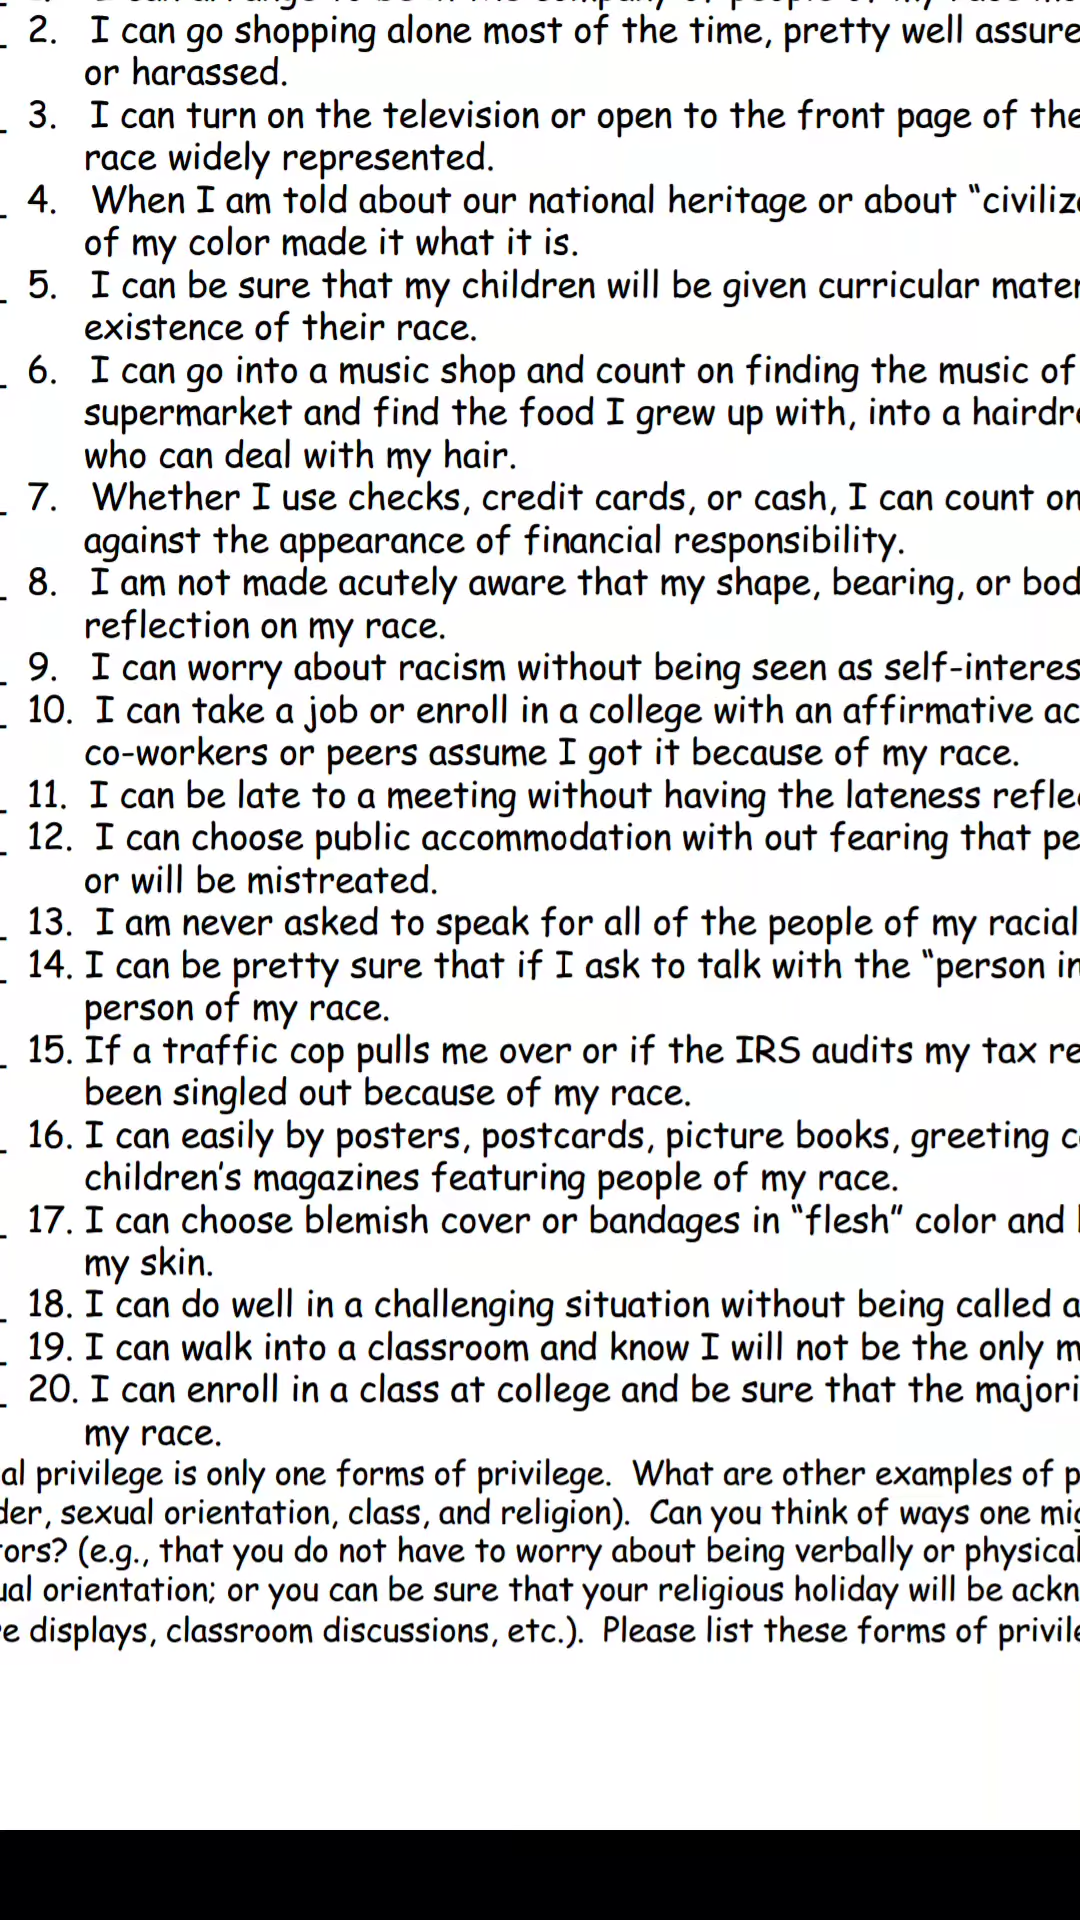 2. I can go shopping alone most of the time, pretty well assure
or harassed.
3. I can turn on the television or open to the front page of the
race widely represented.
4. When I am told about our national heritage or about “civiliz
of my color made it what it is.
5. I can be sure that my children will be given curricular mater
existence of their race.
6. I can go into a music shop and count on finding the music of
supermarket and find the food I grew up with, into a hairdre
who can deal with my hair.
7. Whether I use checks, credit cards, or cash, I can count on
against the appearance of financial responsibility.
8. I am not made acutely aware that my shape, bearing, or bod
reflection on my race.
9. I can worry about racism without being seen as self-interes
10. I can take a job or enroll in a college with an affirmative ac
co-workers or peers assume I got it because of my race.
11. I can be late to a meeting without having the lateness refle
12. I can choose public accommodation with out fearing that pe
or will be mistreated.
13. I am never asked to speak for all of the people of my racial
14. I can be pretty sure that if I ask to talk with the “person in
person of my race.
15. If a traffic cop pulls me over or if the IRS audits my tax re
been singled out because of my race.
16. I can easily by posters, postcards, picture books, greeting c
children’s magazines featuring people of my race.
17. I can choose blemish cover or bandages in “flesh” color and
my skin.
18. I can do well in a challenging situation without being called a
19. I can walk into a classroom and know I will not be the only m
20. I can enroll in a class at college and be sure that the majori
my race.
al privilege is only one forms of privilege. What are other examples of p
der, sexual orientation, class, and religion). Can you think of ways one mig
tors? (e.g., that you do not have to worry about being verbally or physical
ual orientation; or you can be sure that your religious holiday will be ackn
e displays, classroom discussions, etc.). Please list these forms of privile